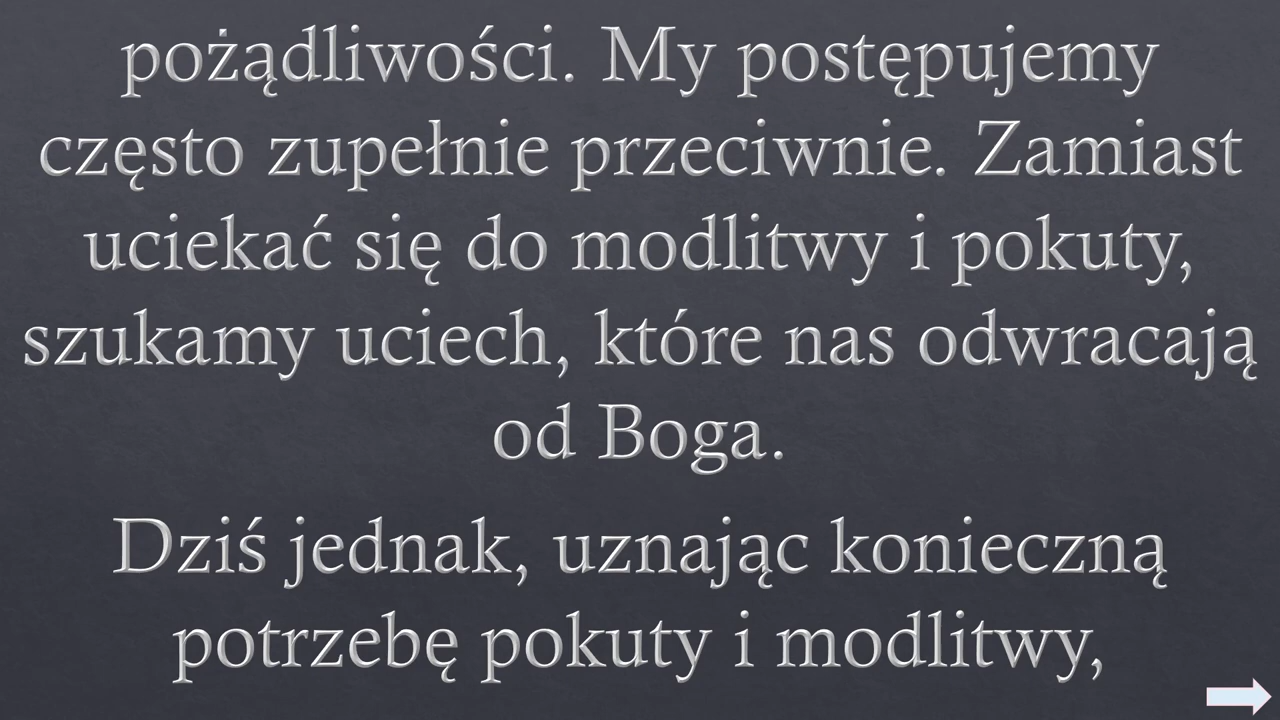 pożądliwości. My postępujemy
często zupełnie przeciwnie. Zamiast
uciekać się do modlitwy i pokuty,
szukamy uciech, które nas odwracają
od Boga.
Dziś jednak, uznając konieczną
potrzebę pokuty i modlitwy,